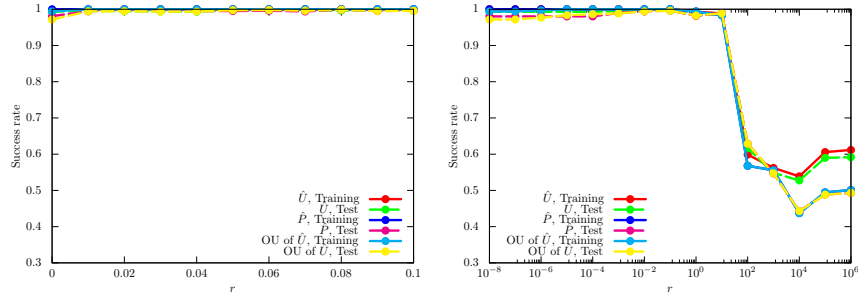 1
0.9
0.8
0.7
0.6
0.5
0.4
0.3
0
0.02
0.04
0.06
0.08
0.1
Success rate
r
Û, Training
Û, Test
P̂, Training
P̂, Test
OU of Û, Training
OU of Û, Test
1
0.9
0.8
0.7
0.6
0.5
0.4
0.3
10⁻⁸
10⁻⁶
10⁻⁴
10⁻²
10⁰
10²
10⁴
10⁶
Success rate
r
Û, Training
Û, Test
P̂, Training
P̂, Test
OU of Û, Training
OU of Û, Test